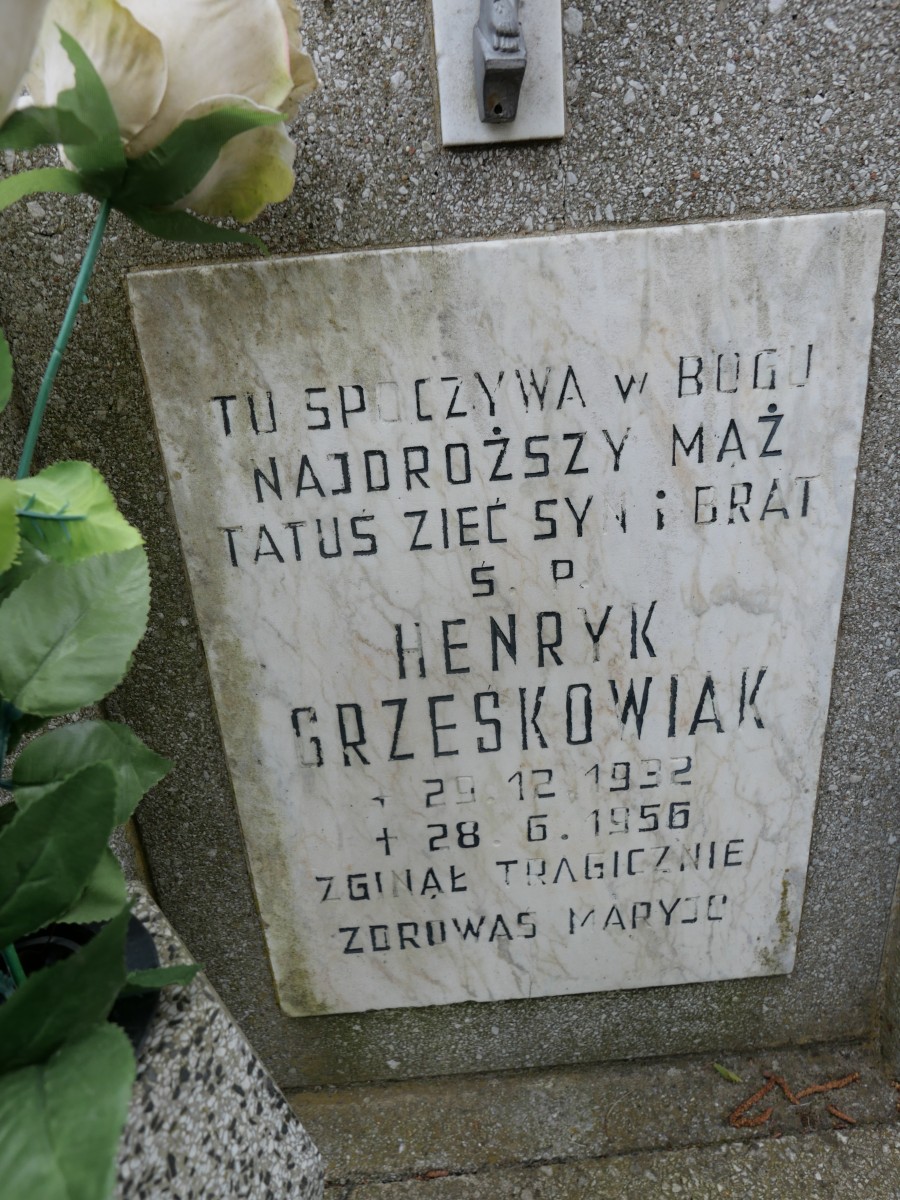 TU SPOCZYWA w BOGU
NAJDROŻSZY MĄŻ
TATUŚ ZIĘĆ SYN i BRAT
Ś. P.
HENRYK
GRZEŚKOWIAK
+ 29.12.1932
+ 28.6.1956
ZGINĄŁ TRAGICZNIE
ZDROWAŚ MARYJO